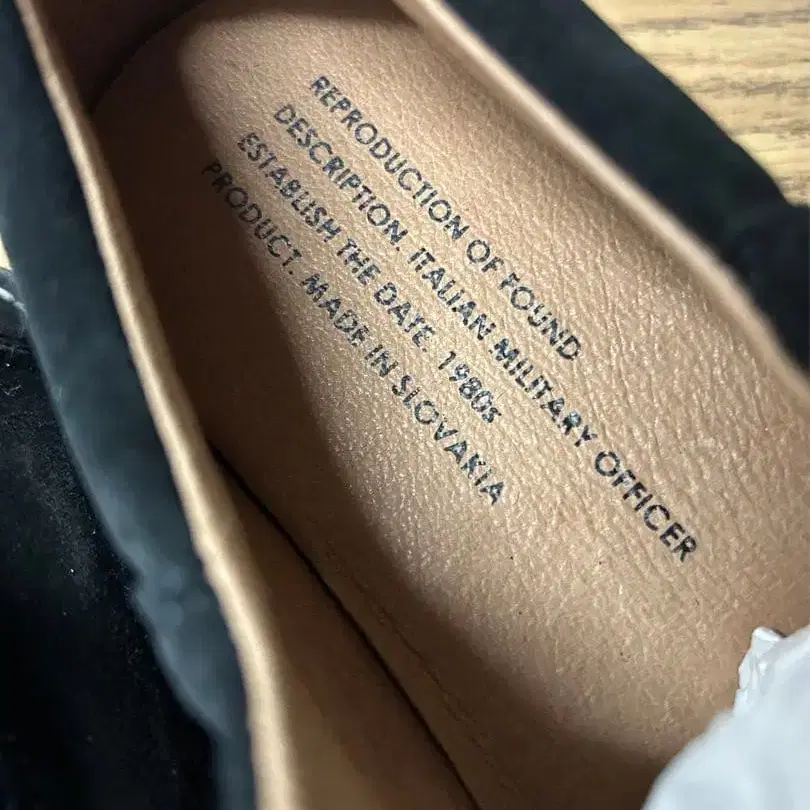 REPRODUCTION OF FOUND
DESCRIPTION. ITALIAN MILITARY OFFICER
ESTABLISH THE DATE. 1980s
PRODUCT. MADE IN SLOVAKIA